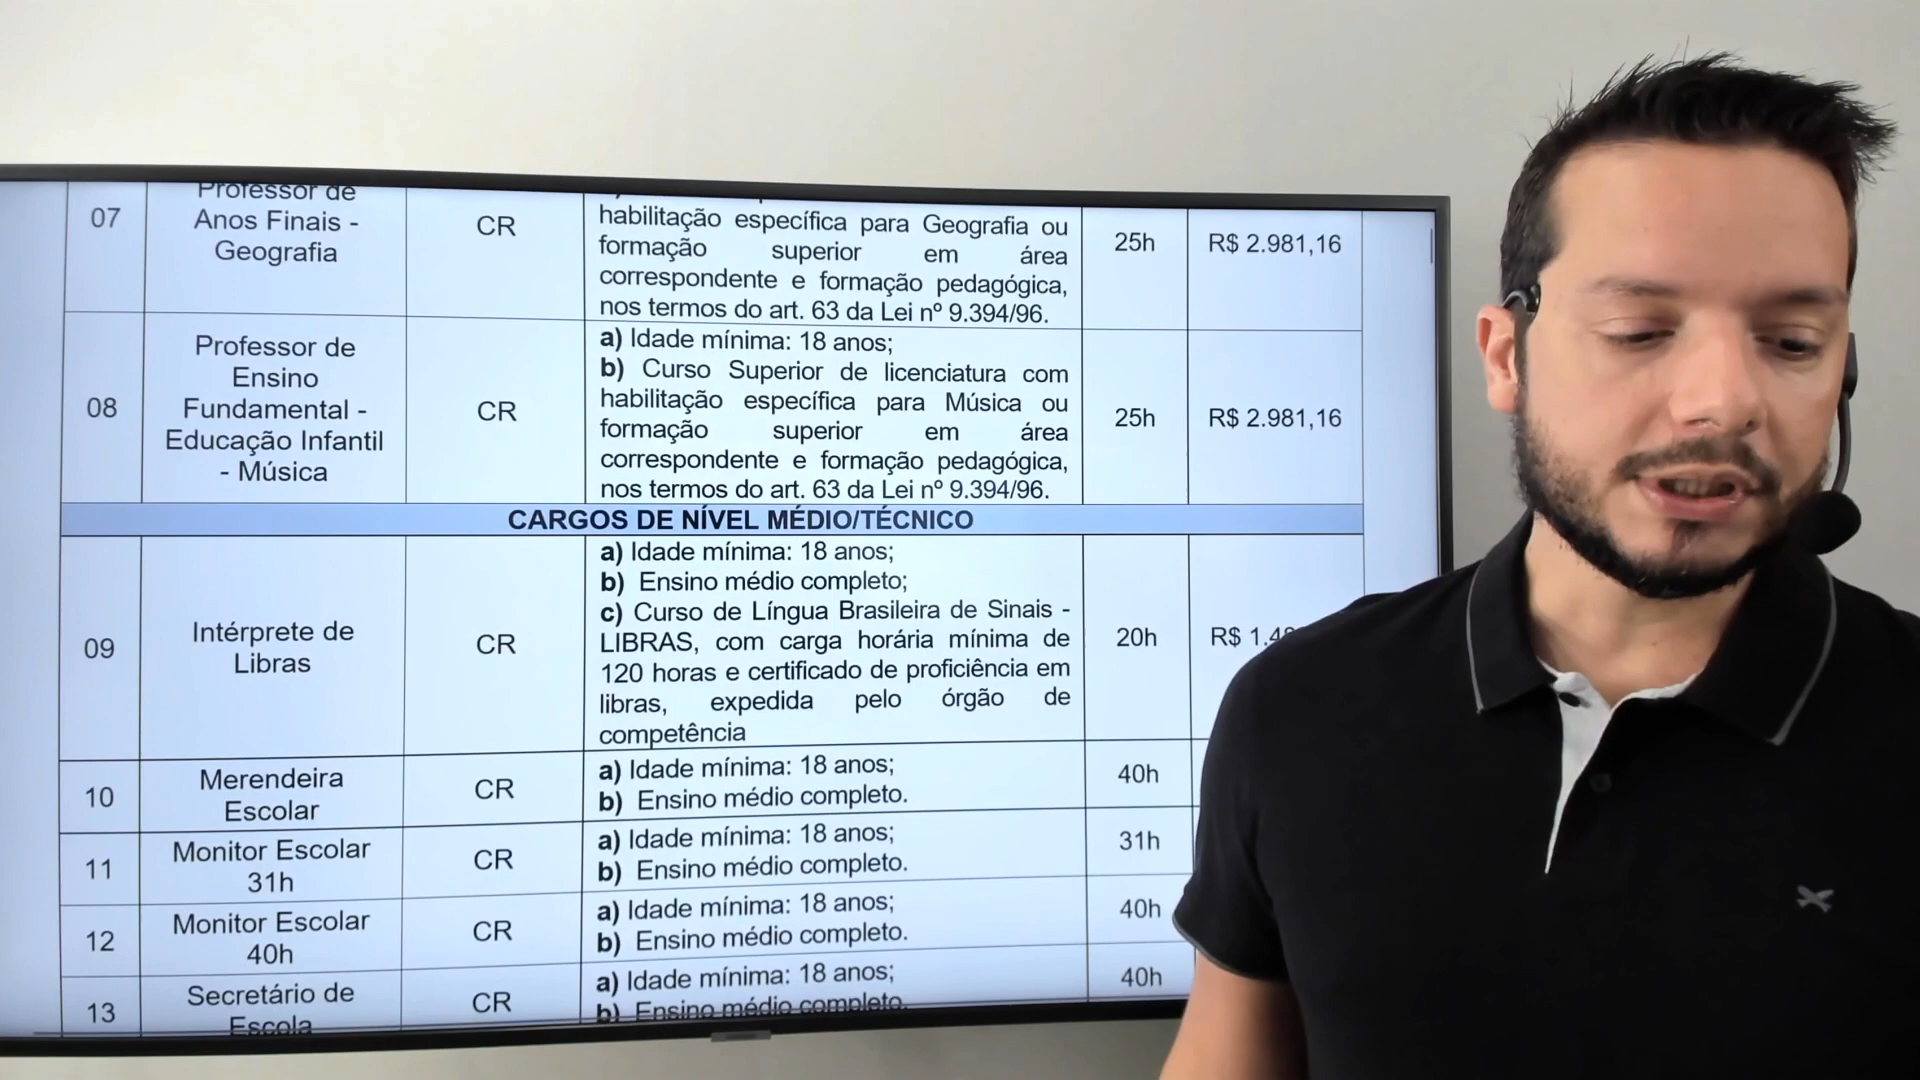 07
Professor de
Anos Finais -
Geografia
CR
habilitação específica para Geografia ou
formação superior em área
correspondente e formação pedagógica,
nos termos do art. 63 da Lei nº 9.394/96.
25h
R$ 2.981,16
08
Professor de
Ensino
Fundamental -
Educação Infantil
- Música
CR
a) Idade mínima: 18 anos;
b) Curso Superior de licenciatura com
habilitação específica para Música ou
formação superior em área
correspondente e formação pedagógica,
nos termos do art. 63 da Lei nº 9.394/96.
25h
R$ 2.981,16
CARGOS DE NÍVEL MÉDIO/TÉCNICO
09
Intérprete de
Libras
CR
a) Idade mínima: 18 anos;
b) Ensino médio completo;
c) Curso de Língua Brasileira de Sinais -
LIBRAS, com carga horária mínima de
120 horas e certificado de proficiência em
libras, expedida pelo órgão de
competência
20h
R$
10
Merendeira
Escolar
CR
a) Idade mínima: 18 anos;
b) Ensino médio completo.
40h
11
Monitor Escolar
31h
CR
a) Idade mínima: 18 anos;
b) Ensino médio completo.
31h
12
Monitor Escolar
40h
CR
a) Idade mínima: 18 anos;
b) Ensino médio completo.
40h
13
Secretário de
Escola
CR
a) Idade mínima: 18 anos;
b) Ensino médio completo.
40h